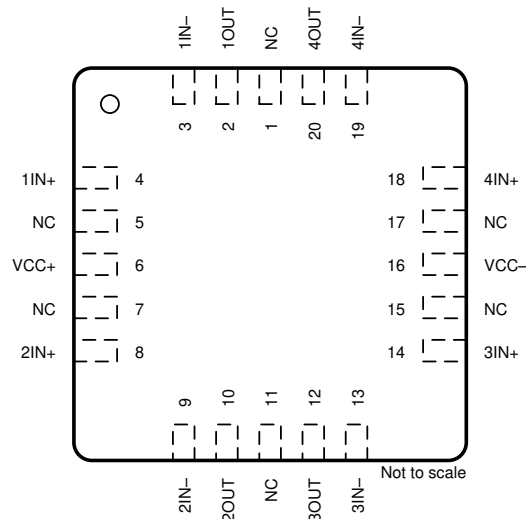 1IN–
1OUT
NC
4OUT
4IN–
3
2
1
20
19
1IN+ 4
18 4IN+
NC 5
17 NC
VCC+ 6
16 VCC–
NC 7
15 NC
2IN+ 8
14 3IN+
9
10
11
12
13
2IN–
2OUT
NC
3OUT
3IN–
Not to scale